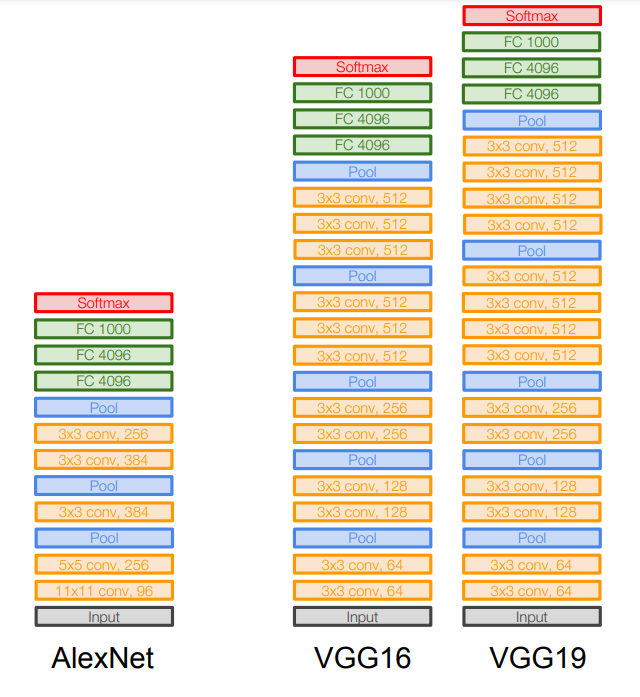 Softmax
FC 1000
FC 4096
FC 4096
Pool
3x3 conv, 256
3x3 conv, 384
Pool
3x3 conv, 384
Pool
5x5 conv, 256
11x11 conv, 96
Input
AlexNet
Softmax
FC 1000
FC 4096
FC 4096
Pool
3x3 conv, 512
3x3 conv, 512
3x3 conv, 512
Pool
3x3 conv, 512
3x3 conv, 512
3x3 conv, 512
Pool
3x3 conv, 256
3x3 conv, 256
Pool
3x3 conv, 128
3x3 conv, 128
Pool
3x3 conv, 64
3x3 conv, 64
Input
VGG16
Softmax
FC 1000
FC 4096
FC 4096
Pool
3x3 conv, 512
3x3 conv, 512
3x3 conv, 512
3x3 conv, 512
Pool
3x3 conv, 512
3x3 conv, 512
3x3 conv, 512
3x3 conv, 512
Pool
3x3 conv, 256
3x3 conv, 256
Pool
3x3 conv, 128
3x3 conv, 128
Pool
3x3 conv, 64
3x3 conv, 64
Input
VGG19